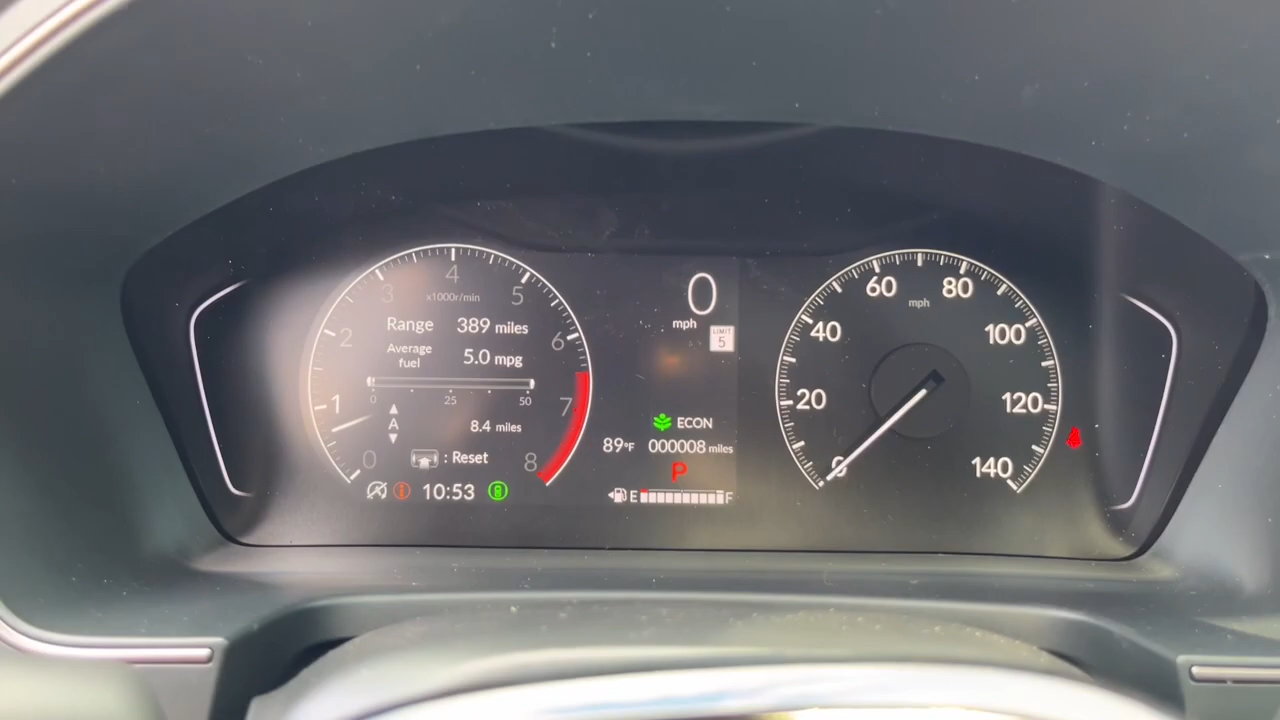 4
3
5
x1000r/min
2
6
Range 389 miles
Average fuel 5.0 mpg
0 25 50
1
7
A
8.4 miles
: Reset
0
8
10:53
0
mph
LIMIT
5
ECON
89°F 000008 miles
P
E F
60 80
mph
40 100
20 120
0 140